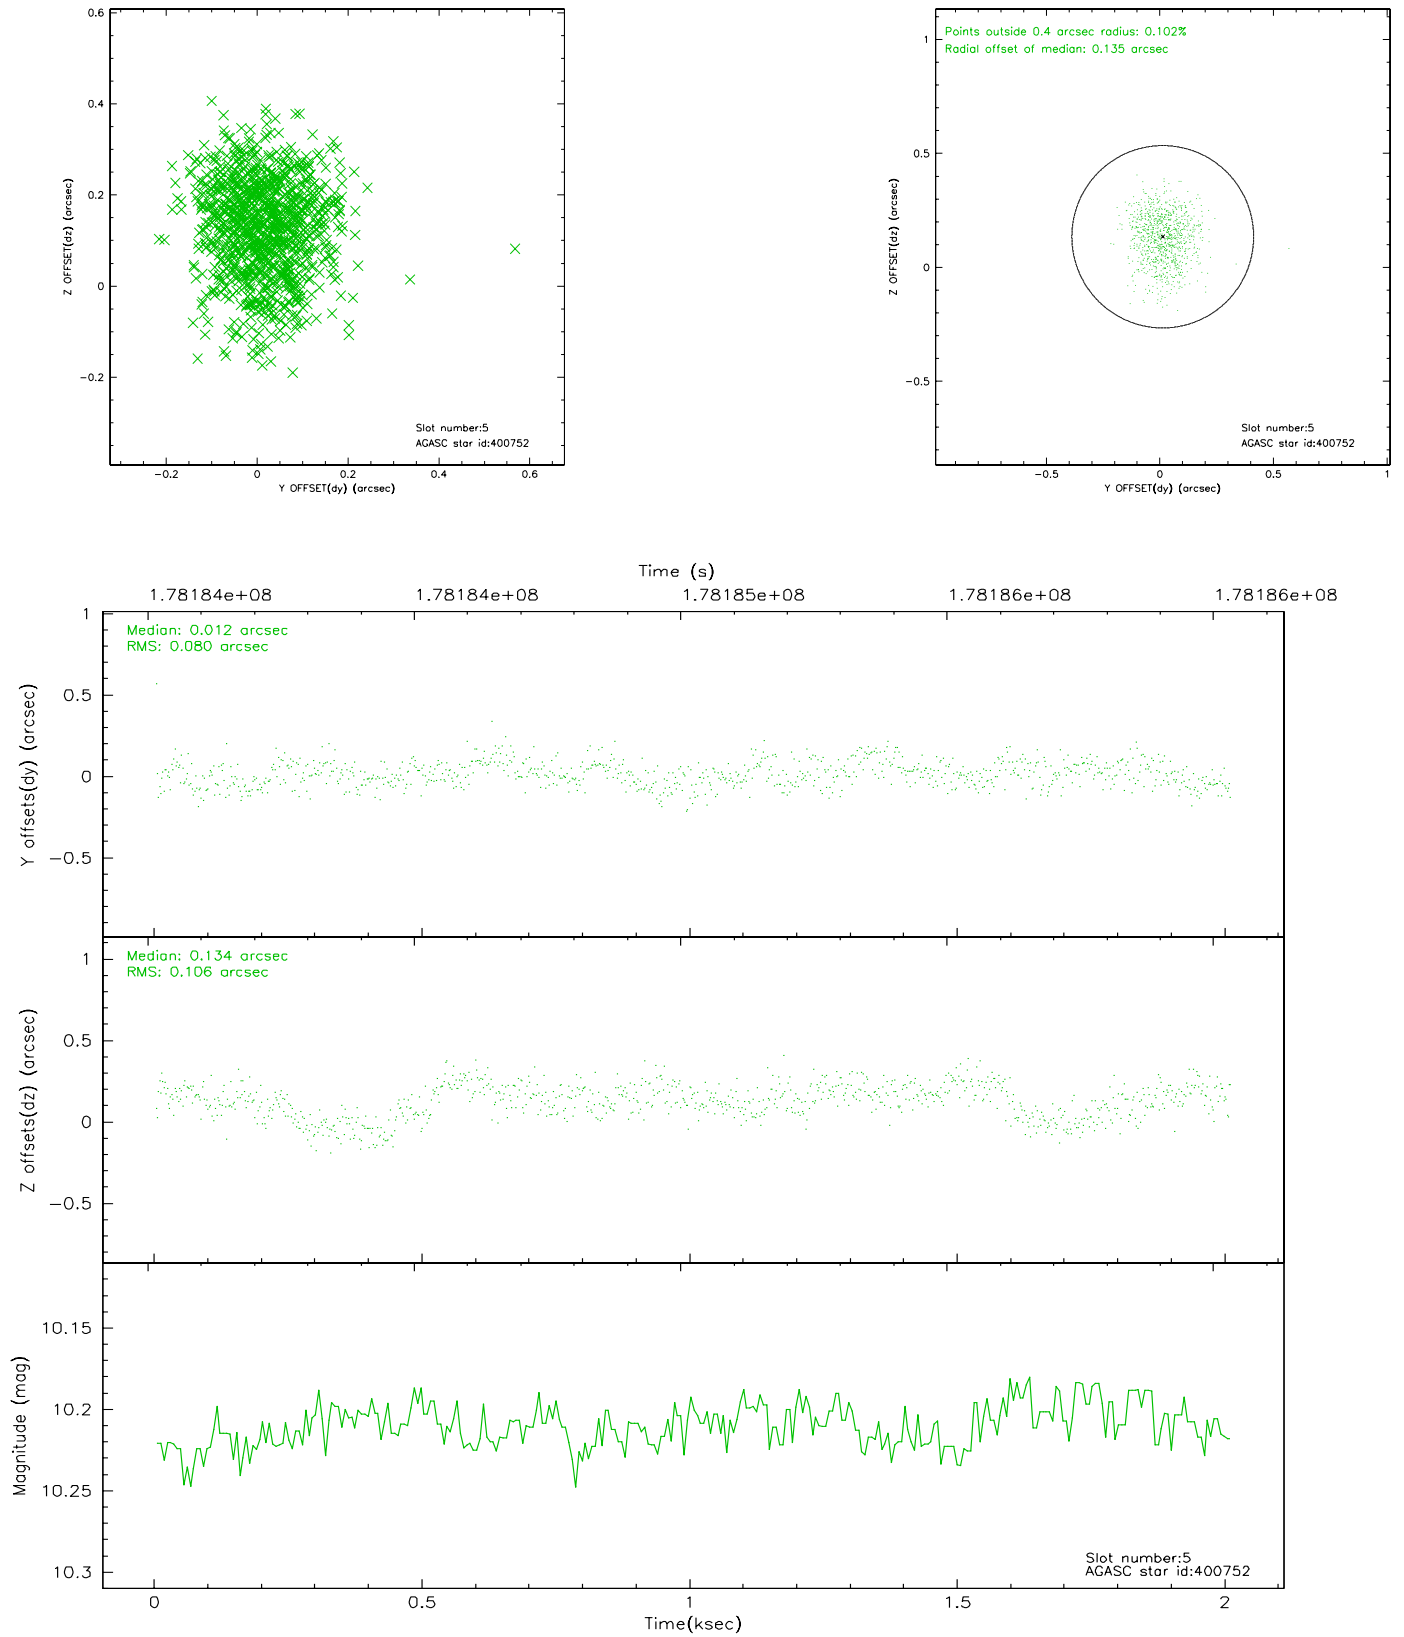 0.6
0.4
0.2
0
−0.2
Z OFFSET(dz) (arcsec)
Slot number:5
AGASC star id:400752
−0.2
0
0.2
0.4
0.6
Y OFFSET(dy) (arcsec)
Points outside 0.4 arcsec radius: 0.102%
Radial offset of median: 0.135 arcsec
1
0.5
0
−0.5
Z OFFSET(dz) (arcsec)
Slot number:5
AGASC star id:400752
−0.5
0
0.5
1
Y OFFSET(dy) (arcsec)
Time (s)
1.78184e+08
1.78184e+08
1.78185e+08
1.78186e+08
1.78186e+08
Median: 0.012 arcsec
RMS: 0.080 arcsec
1
0.5
0
−0.5
Y offsets(dy) (arcsec)
Median: 0.134 arcsec
RMS: 0.106 arcsec
1
0.5
0
−0.5
Z offsets(dz) (arcsec)
10.15
10.2
10.25
10.3
Magnitude (mag)
Slot number:5
AGASC star id:400752
0
0.5
1
1.5
2
Time(ksec)